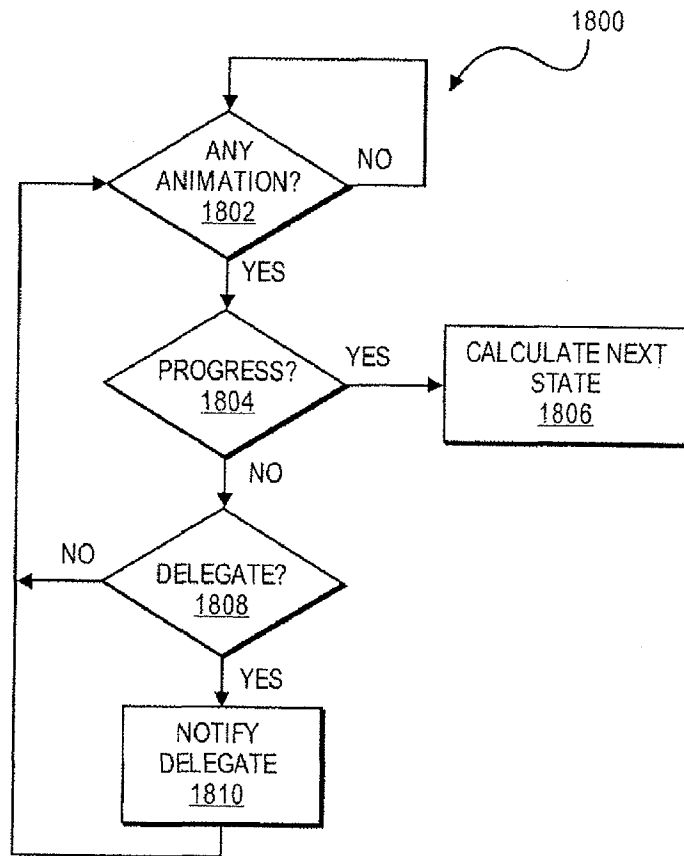 1800
ANY
ANIMATION?
1802
NO
YES
PROGRESS?
1804
YES
CALCULATE NEXT
STATE
1806
NO
NO
DELEGATE?
1808
YES
NOTIFY
DELEGATE
1810